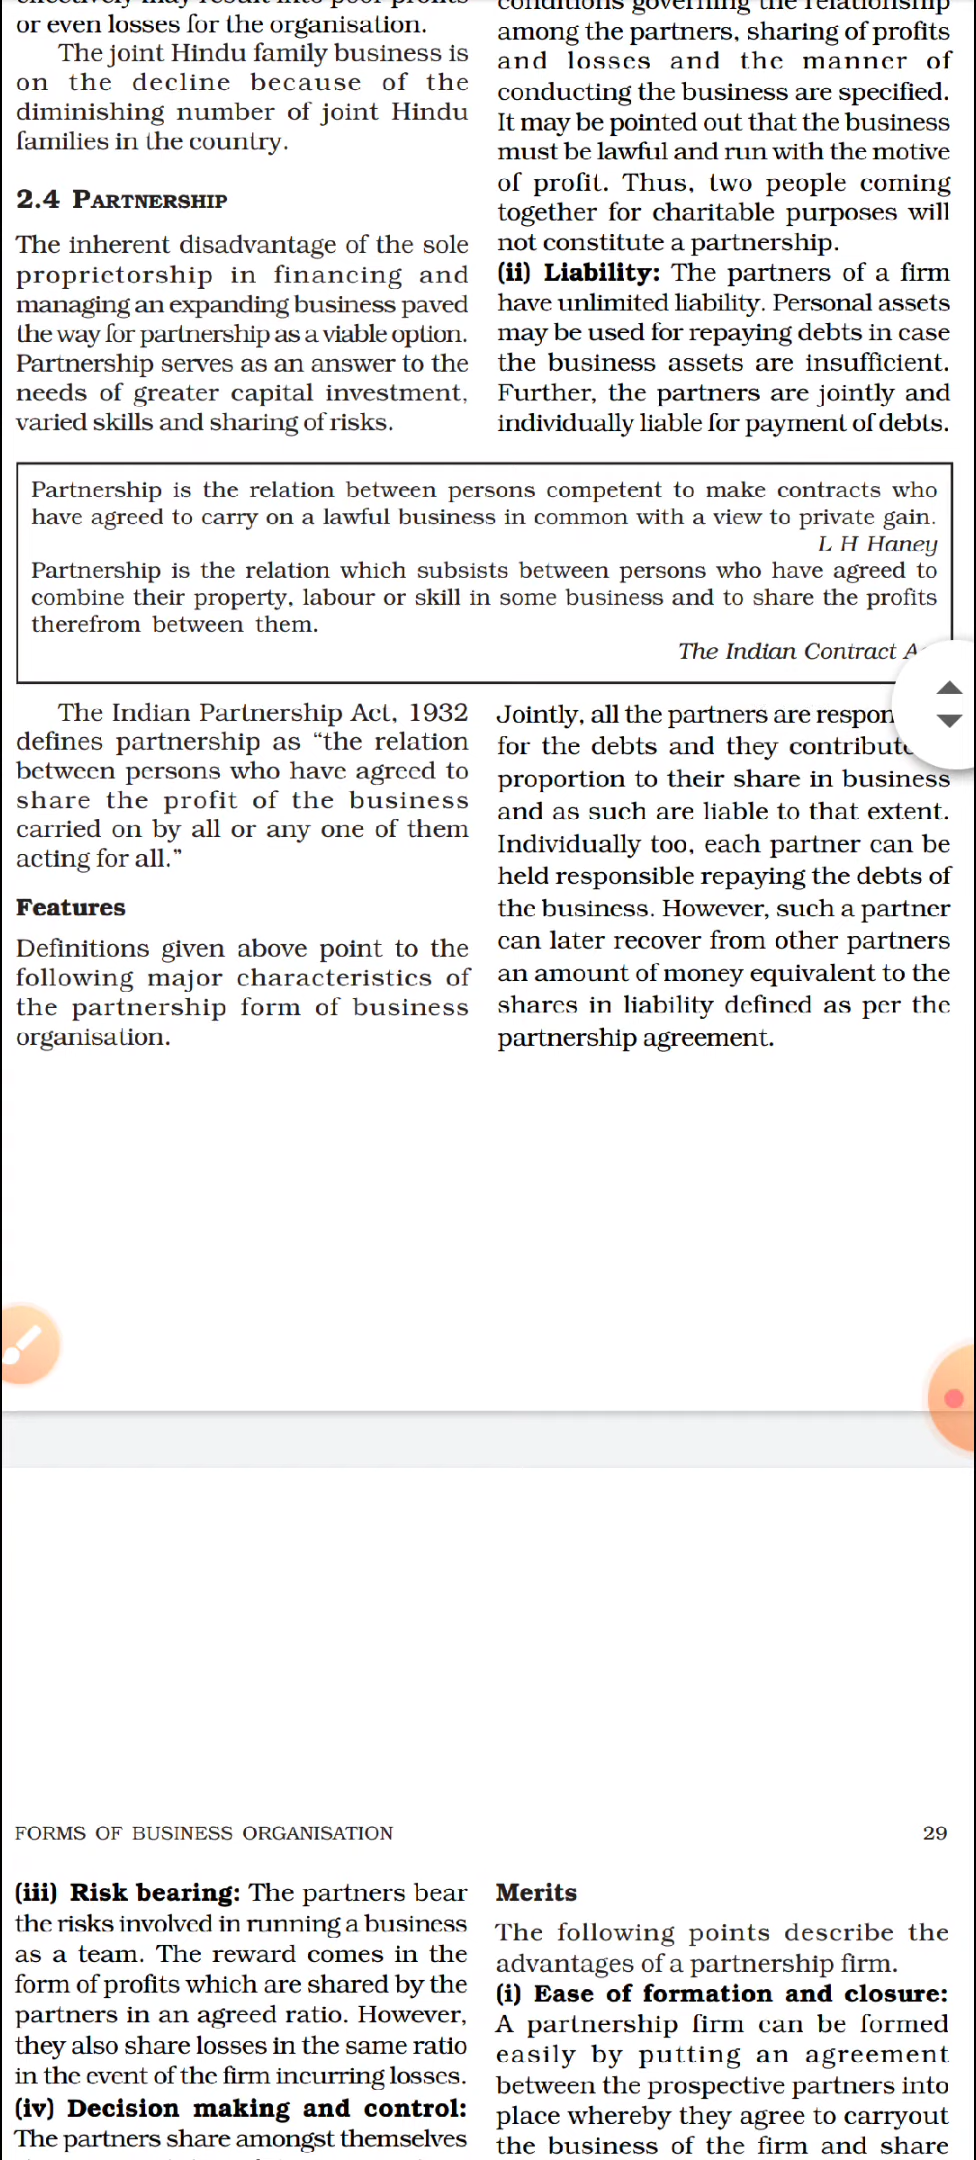 or even losses for the organisation.
The joint Hindu family business is
on the decline because of the
diminishing number of joint Hindu
families in the country.
2.4 PARTNERSHIP
The inherent disadvantage of the sole
proprietorship in financing and
managing an expanding business paved
the way for partnership as a viable option.
Partnership serves as an answer to the
needs of greater capital investment,
varied skills and sharing of risks.
conditions governing the relationship
among the partners, sharing of profits
and losses and the manner of
conducting the business are specified.
It may be pointed out that the business
must be lawful and run with the motive
of profit. Thus, two people coming
together for charitable purposes will
not constitute a partnership.
(ii) Liability: The partners of a firm
have unlimited liability. Personal assets
may be used for repaying debts in case
the business assets are insufficient.
Further, the partners are jointly and
individually liable for payment of debts.
Partnership is the relation between persons competent to make contracts who
have agreed to carry on a lawful business in common with a view to private gain.
L H Haney
Partnership is the relation which subsists between persons who have agreed to
combine their property, labour or skill in some business and to share the profits
therefrom between them.
The Indian Contract A
The Indian Partnership Act, 1932
defines partnership as “the relation
between persons who have agreed to
share the profit of the business
carried on by all or any one of them
acting for all.”
Features
Definitions given above point to the
following major characteristics of
the partnership form of business
organisation.
Jointly, all the partners are respon
for the debts and they contribute
proportion to their share in business
and as such are liable to that extent.
Individually too, each partner can be
held responsible repaying the debts of
the business. However, such a partner
can later recover from other partners
an amount of money equivalent to the
shares in liability defined as per the
partnership agreement.
FORMS OF BUSINESS ORGANISATION 29
(iii) Risk bearing: The partners bear
the risks involved in running a business
as a team. The reward comes in the
form of profits which are shared by the
partners in an agreed ratio. However,
they also share losses in the same ratio
in the event of the firm incurring losses.
(iv) Decision making and control:
The partners share amongst themselves
Merits
The following points describe the
advantages of a partnership firm.
(i) Ease of formation and closure:
A partnership firm can be formed
easily by putting an agreement
between the prospective partners into
place whereby they agree to carryout
the business of the firm and share